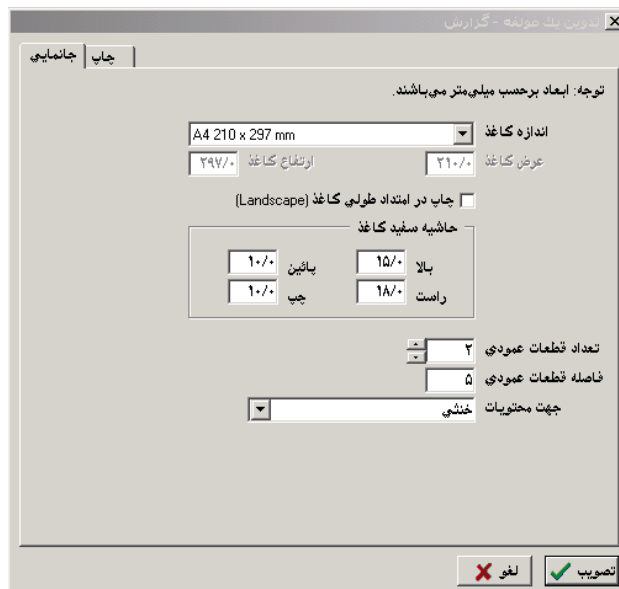 تدوين يك مولفه - گزارش
جانمايي
چاپ
توجه: ابعاد برحسب ميلي‌متر مي‌باشند.
اندازه كاغذ A4 210 x 297 mm
عرض كاغذ ۲۱۰/۰ ارتفاع كاغذ ۲۹۷/۰
چاپ در امتداد طولي كاغذ (Landscape)
حاشيه سفيد كاغذ
بالا ۱۵/۰ پائين ۱۰/۰
راست ۱۸/۰ چپ ۱۰/۰
تعداد قطعات عمودي ۲
فاصله قطعات عمودي ۵
جهت محتويات خنثي
تصويب لغو